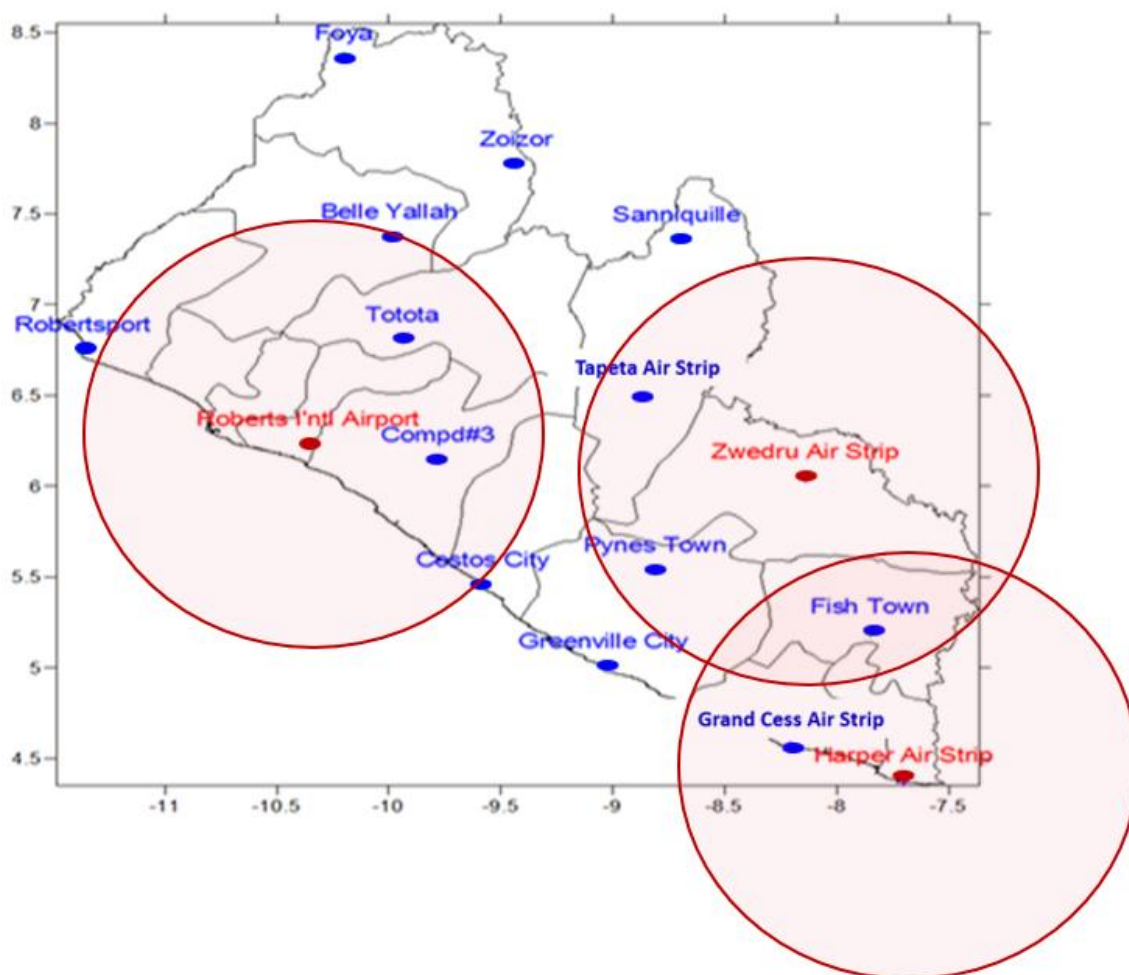 8.5
Foya
8
Zoizor
7.5
Belle Yallah
Sanniquille
7
Totota
Robertsport
Tapeta Air Strip
6.5
Roberts I'ntl Airport
Compd#3
Zwedru Air Strip
6
Pynes Town
5.5
Costos City
Fish Town
5
Greenville City
Grand Cess Air Strip
4.5
Harper Air Strip
-11
-10.5
-10
-9.5
-9
-8.5
-8
-7.5